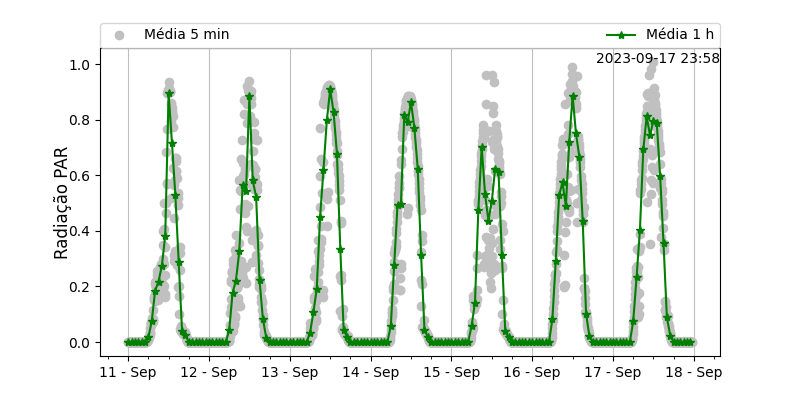 Média 5 min
Média 1 h
2023-09-17 23:58
1.0
0.8
0.6
0.4
0.2
0.0
Radiação PAR
11 - Sep
12 - Sep
13 - Sep
14 - Sep
15 - Sep
16 - Sep
17 - Sep
18 - Sep